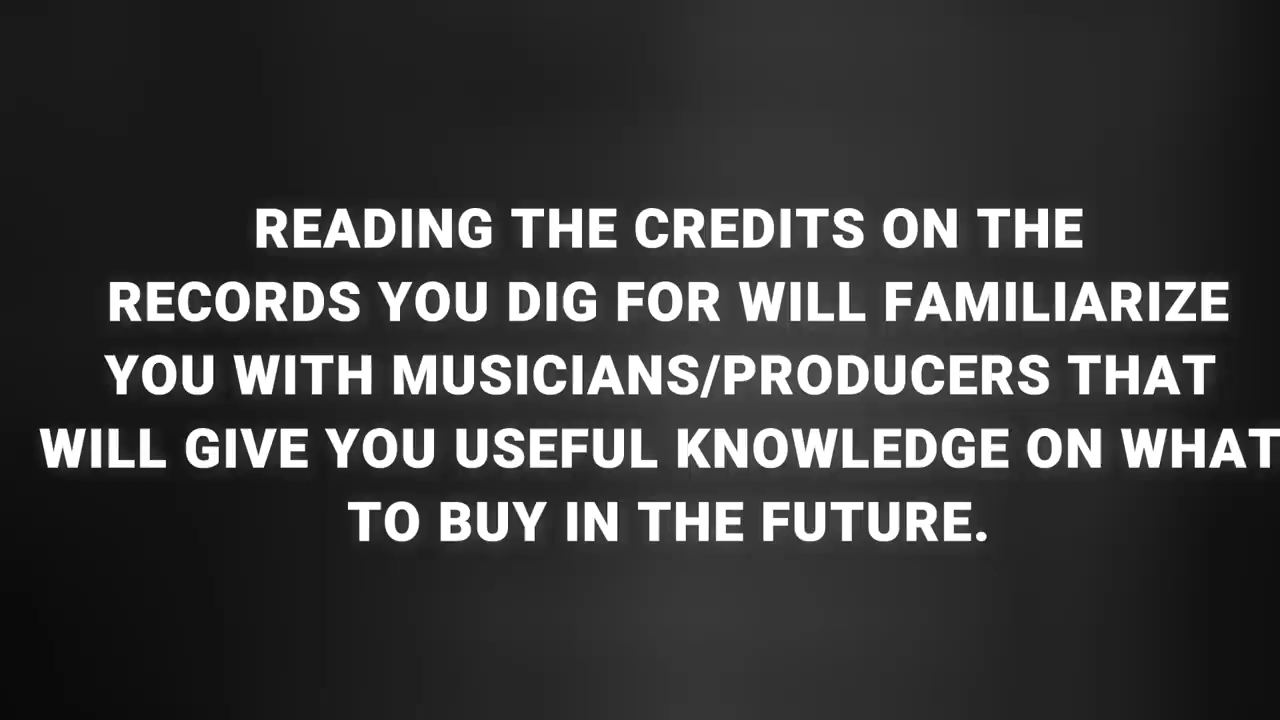 READING THE CREDITS ON THE
RECORDS YOU DIG FOR WILL FAMILIARIZE
YOU WITH MUSICIANS/PRODUCERS THAT
WILL GIVE YOU USEFUL KNOWLEDGE ON WHAT
TO BUY IN THE FUTURE.